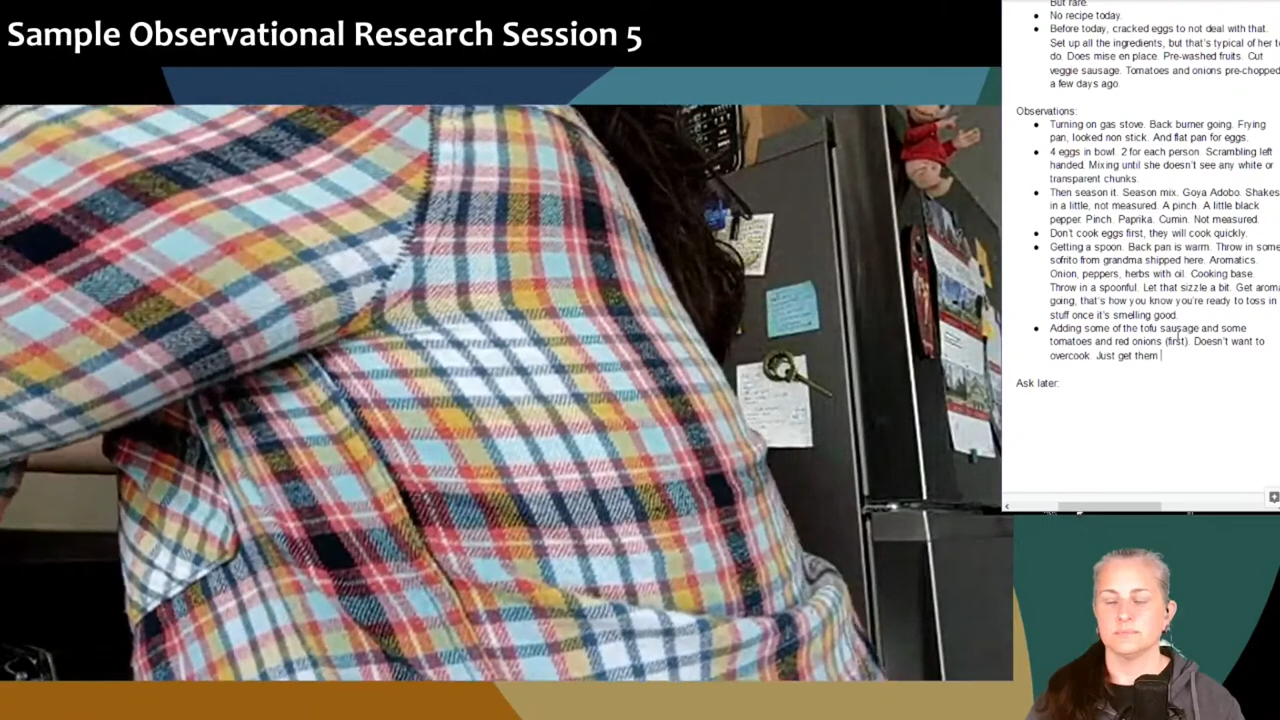 Sample Observational Research Session 5
But rare.
No recipe today.
Before today, cracked eggs to not deal with that.
Set up all the ingredients, but that's typical of her to
do. Does mise en place. Pre-washed fruits. Cut
veggie sausage. Tomatoes and onions pre-chopped
a few days ago.
Observations:
Turning on gas stove. Back burner going. Frying
pan, looked non stick. And flat pan for eggs.
4 eggs in bowl. 2 for each person. Scrambling left
handed. Mixing until she doesn't see any white or
transparent chunks.
Then season it. Season mix. Goya Adobo. Shakes
in a little, not measured. A pinch. A little black
pepper. Pinch. Paprika. Cumin. Not measured.
Don't cook eggs first, they will cook quickly.
Getting a spoon. Back pan is warm. Throw in some
sofrito from grandma shipped here. Aromatics.
Onion, peppers, herbs with oil. Cooking base.
Throw in a spoonful. Let that sizzle a bit. Get aroma
going, that's how you know you're ready to toss in
stuff once it's smelling good.
Adding some of the tofu sausage and some
tomatoes and red onions (first). Doesn't want to
overcook. Just get them
Ask later: